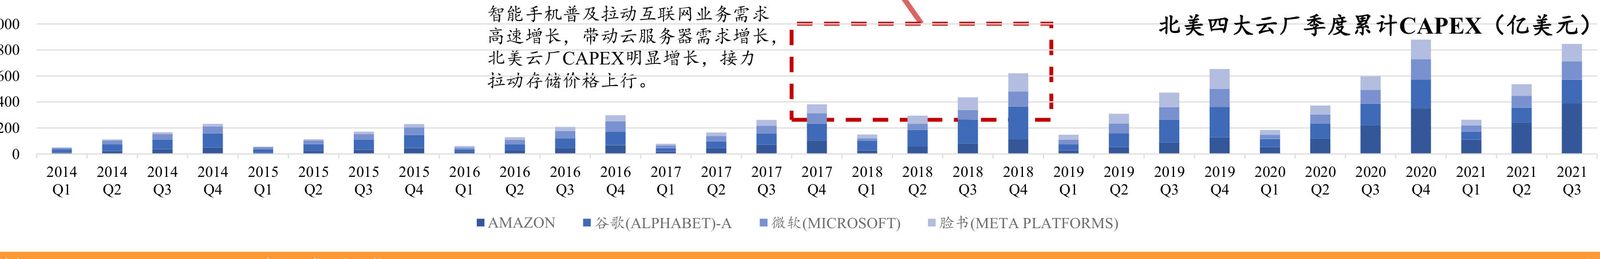 智能手机普及拉动互联网业务需求
高速增长，带动云服务器需求增长，
北美云厂CAPEX明显增长，接力
拉动存储价格上行。
北美四大云厂季度累计CAPEX（亿美元）
000
800
600
400
200
0
2014 2014 2014 2014 2015 2015 2015 2015 2016 2016 2016 2016 2017 2017 2017 2017 2018 2018 2018 2018 2019 2019 2019 2019 2020 2020 2020 2020 2021 2021 2021
Q1 Q2 Q3 Q4 Q1 Q2 Q3 Q4 Q1 Q2 Q3 Q4 Q1 Q2 Q3 Q4 Q1 Q2 Q3 Q4 Q1 Q2 Q3 Q4 Q1 Q2 Q3 Q4 Q1 Q2 Q3
AMAZON 谷歌(ALPHABET)-A 微软(MICROSOFT) 脸书(META PLATFORMS)